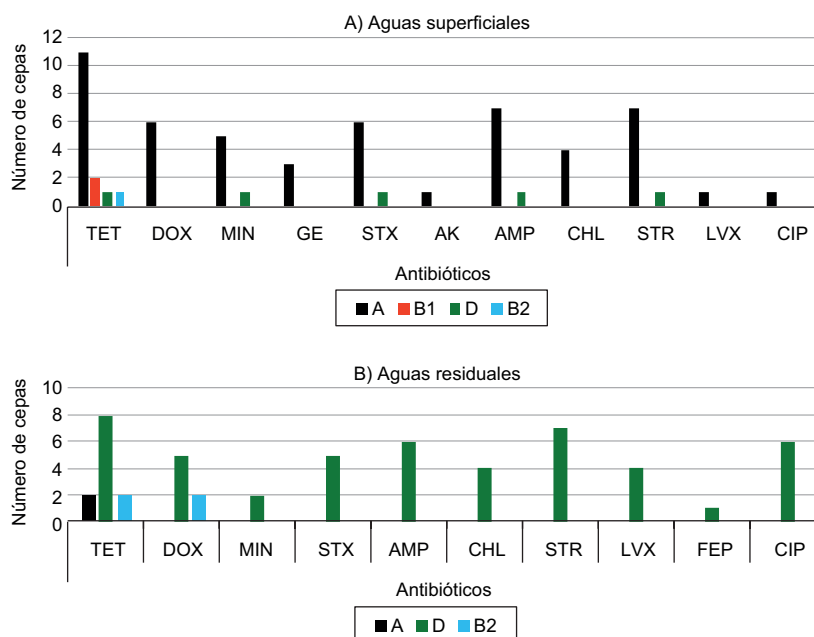 A) Aguas superficiales
Número de cepas
12
10
8
6
4
2
0
TET DOX MIN GE STX AK AMP CHL STR LVX CIP
Antibióticos
A B1 D B2
B) Aguas residuales
Número de cepas
10
8
6
4
2
0
TET DOX MIN STX AMP CHL STR LVX FEP CIP
Antibióticos
A D B2